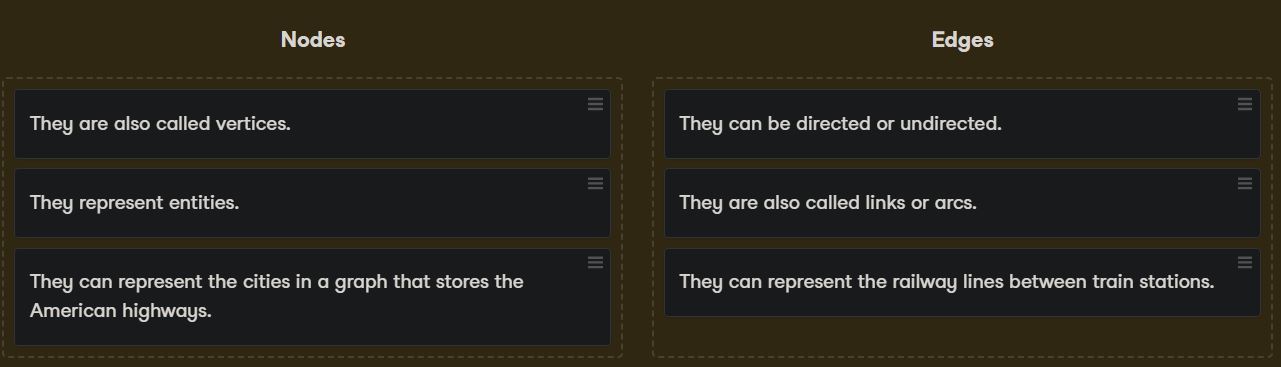 Nodes
They are also called vertices.
They represent entities.
They can represent the cities in a graph that stores the
American highways.
Edges
They can be directed or undirected.
They are also called links or arcs.
They can represent the railway lines between train stations.